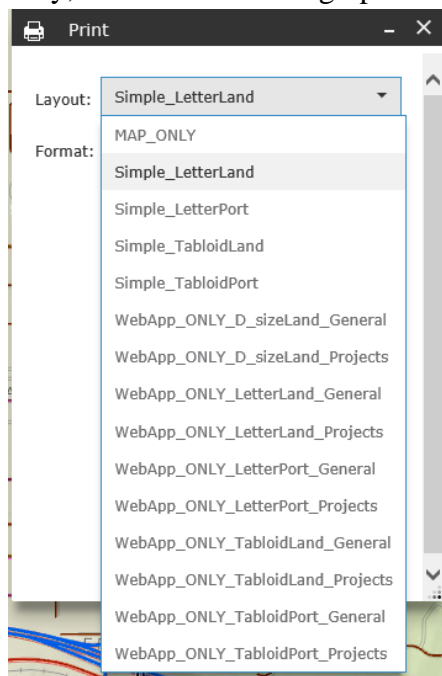 Print
Layout: Simple_LetterLand
Format:
MAP_ONLY
Simple_LetterLand
Simple_LetterPort
Simple_TabloidLand
Simple_TabloidPort
WebApp_ONLY_D_sizeLand_General
WebApp_ONLY_D_sizeLand_Projects
WebApp_ONLY_LetterLand_General
WebApp_ONLY_LetterLand_Projects
WebApp_ONLY_LetterPort_General
WebApp_ONLY_LetterPort_Projects
WebApp_ONLY_TabloidLand_General
WebApp_ONLY_TabloidLand_Projects
WebApp_ONLY_TabloidPort_General
WebApp_ONLY_TabloidPort_Projects